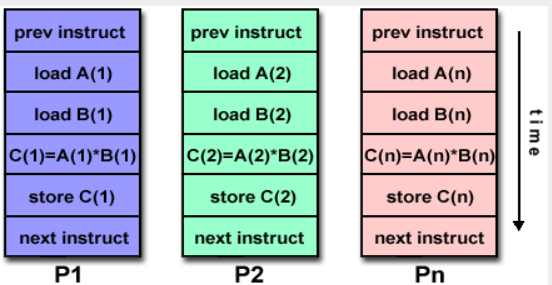 prev instruct
load A(1)
load B(1)
C(1)=A(1)*B(1)
store C(1)
next instruct
P1
prev instruct
load A(2)
load B(2)
C(2)=A(2)*B(2)
store C(2)
next instruct
P2
prev instruct
load A(n)
load B(n)
C(n)=A(n)*B(n)
store C(n)
next instruct
Pn
time